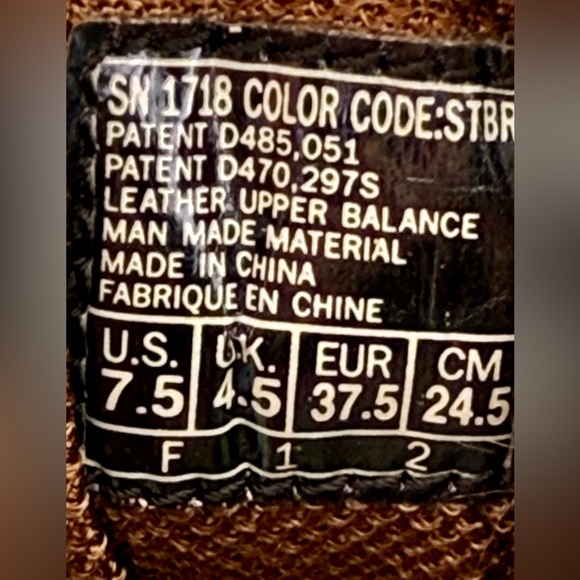 SN 1718 COLOR CODE:STBR
PATENT D485,051
PATENT D470,297S
LEATHER UPPER BALANCE
MAN MADE MATERIAL
MADE IN CHINA
FABRIQUE EN CHINE
U.S. U.K. EUR CM
7.5 4.5 37.5 24.5
F 1 2